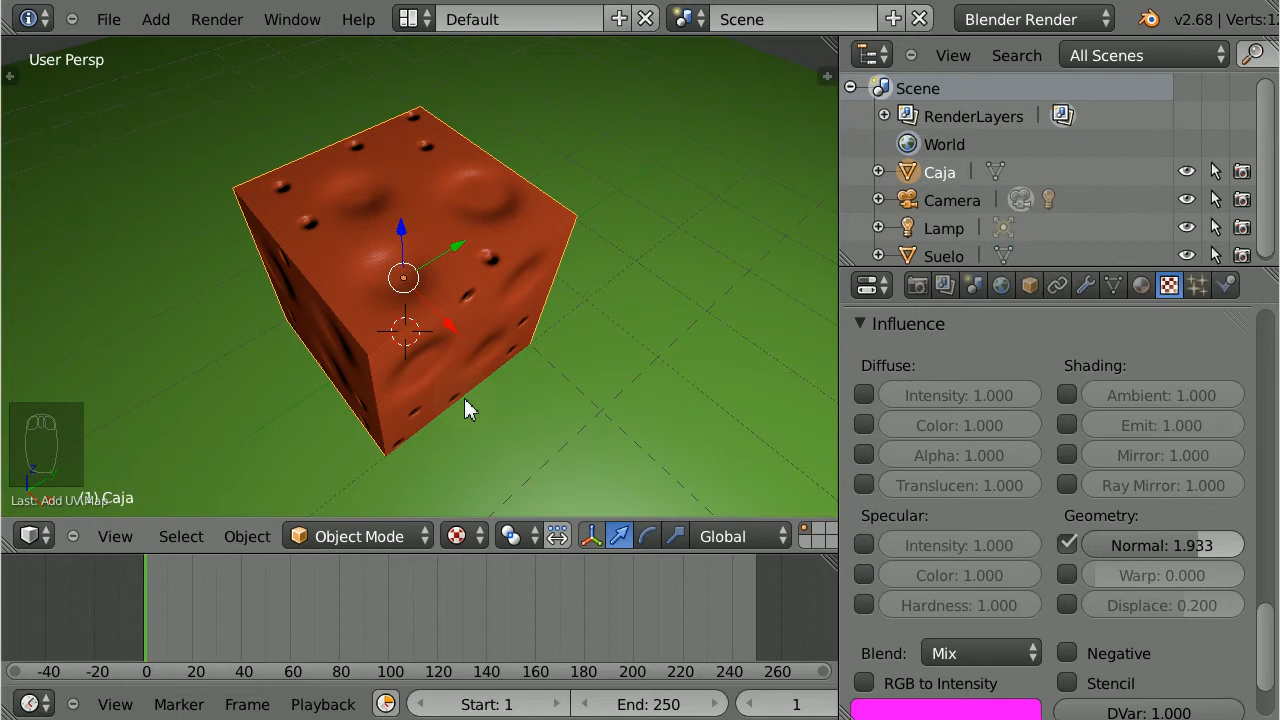 File Add Render Window Help Default Scene Blender Render v2.68 | Verts:1
User Persp
Last: Add UV Map
(1) Caja
View Select Object Object Mode Global
-40 -20 0 20 40 60 80 100 120 140 160 180 200 220 240 260
View Marker Frame Playback Start: 1 End: 250 1
View Search All Scenes
Scene
RenderLayers
World
Caja
Camera
Lamp
Suelo
Influence
Diffuse: Shading:
Intensity: 1.000 Ambient: 1.000
Color: 1.000 Emit: 1.000
Alpha: 1.000 Mirror: 1.000
Translucen: 1.000 Ray Mirror: 1.000
Specular: Geometry:
Intensity: 1.000 Normal: 1.933
Color: 1.000 Warp: 0.000
Hardness: 1.000 Displace: 0.200
Blend: Mix Negative
RGB to Intensity Stencil
DVar: 1.000